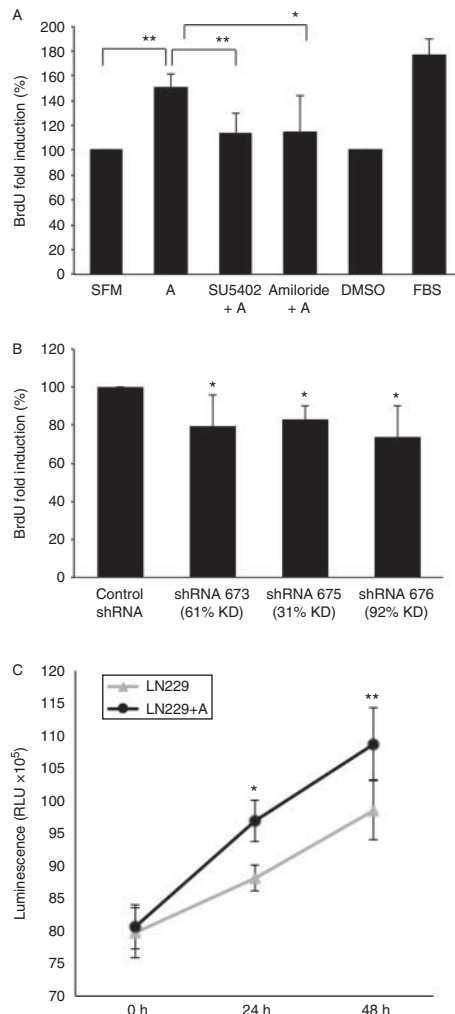 A
BrdU fold induction (%)
200
180
160
140
120
100
80
60
40
20
0
**
**
*
SFM
A
SU5402
+ A
Amiloride
+ A
DMSO
FBS
B
BrdU fold induction (%)
120
100
80
60
40
20
0
*
*
*
Control
shRNA
shRNA 673
(61% KD)
shRNA 675
(31% KD)
shRNA 676
(92% KD)
C
Luminescence (RLU ×10⁵)
120
115
110
105
100
95
90
85
80
75
70
LN229
LN229+A
*
**
0 h
24 h
48 h